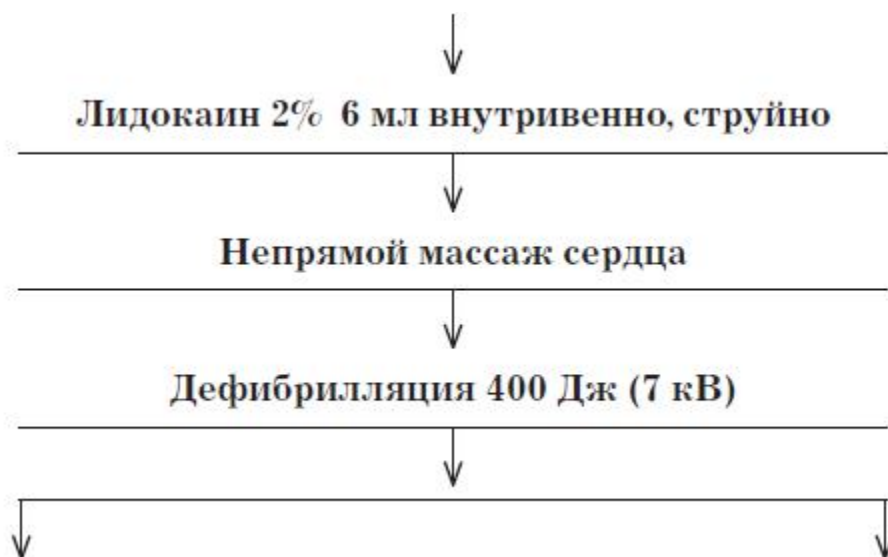 Лидокаин 2% 6 мл внутривенно, струйно
Непрямой массаж сердца
Дефибрилляция 400 Дж (7 кВ)